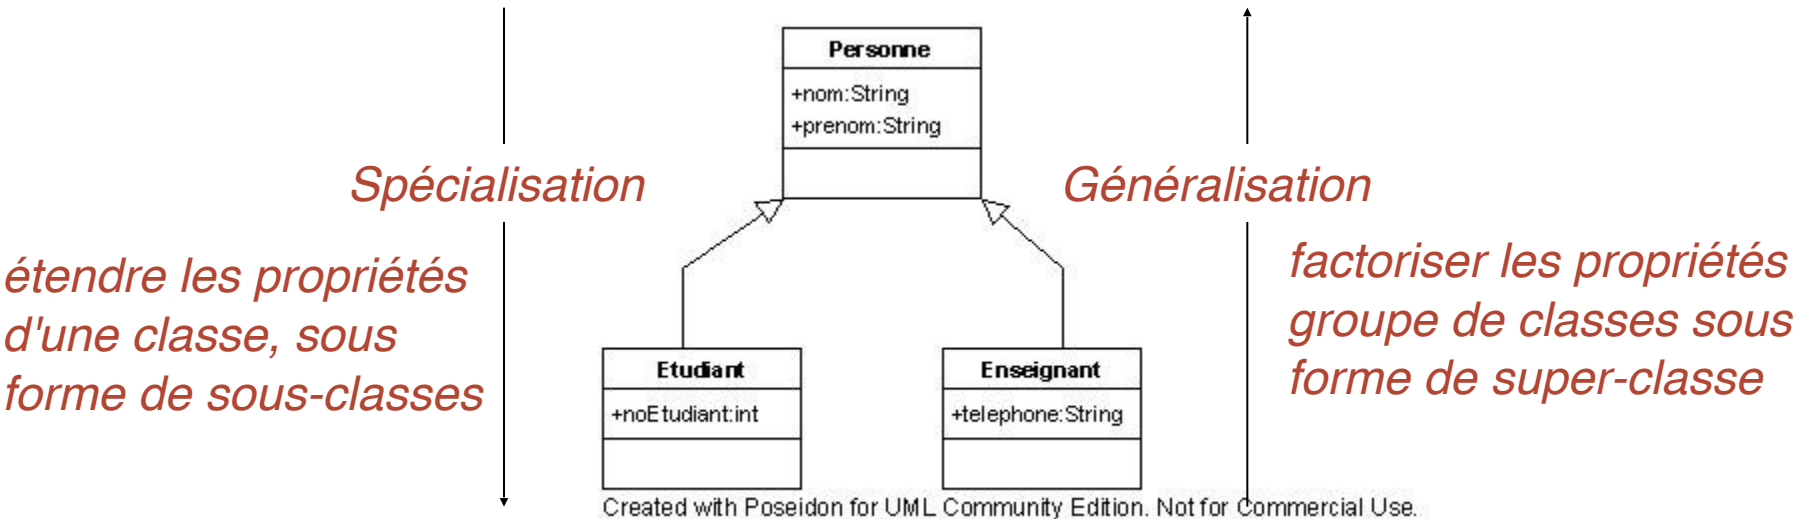 Personne
+nom:String
+prenom:String
Spécialisation
Généralisation
étendre les propriétés
d'une classe, sous
forme de sous-classes
factoriser les propriétés
groupe de classes sous
forme de super-classe
Etudiant
+noEtudiant:int
Enseignant
+telephone:String
Created with Poseidon for UML Community Edition. Not for Commercial Use.